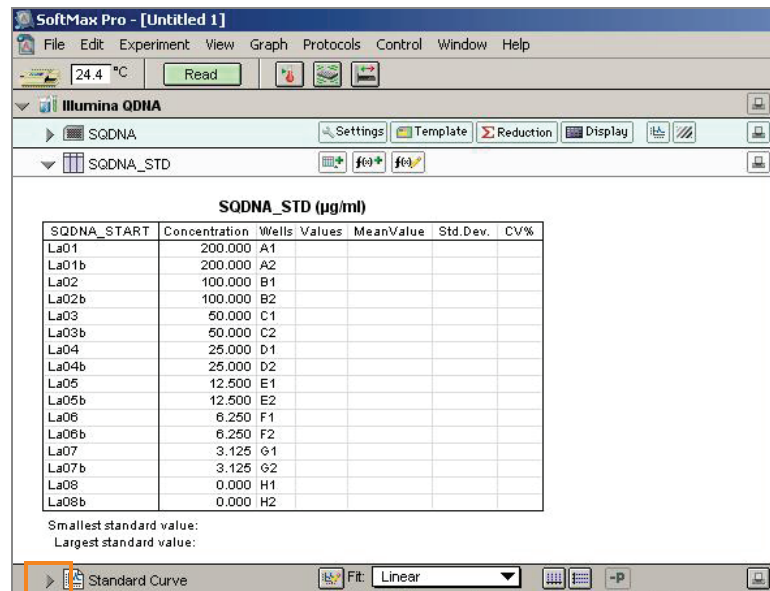 SoftMax Pro - [Untitled 1]
File Edit Experiment View Graph Protocols Control Window Help
24.4 °C Read
Illumina QDNA
SQDNA Settings Template Reduction Display
SQDNA_STD f(x)+ f(x)
SQDNA_STD (µg/ml)
SQDNA_START Concentration Wells Values MeanValue Std.Dev. CV%
La01 200.000 A1
La01b 200.000 A2
La02 100.000 B1
La02b 100.000 B2
La03 50.000 C1
La03b 50.000 C2
La04 25.000 D1
La04b 25.000 D2
La05 12.500 E1
La05b 12.500 E2
La06 6.250 F1
La06b 6.250 F2
La07 3.125 G1
La07b 3.125 G2
La08 0.000 H1
La08b 0.000 H2
Smallest standard value:
Largest standard value:
Standard Curve Fit: Linear -P